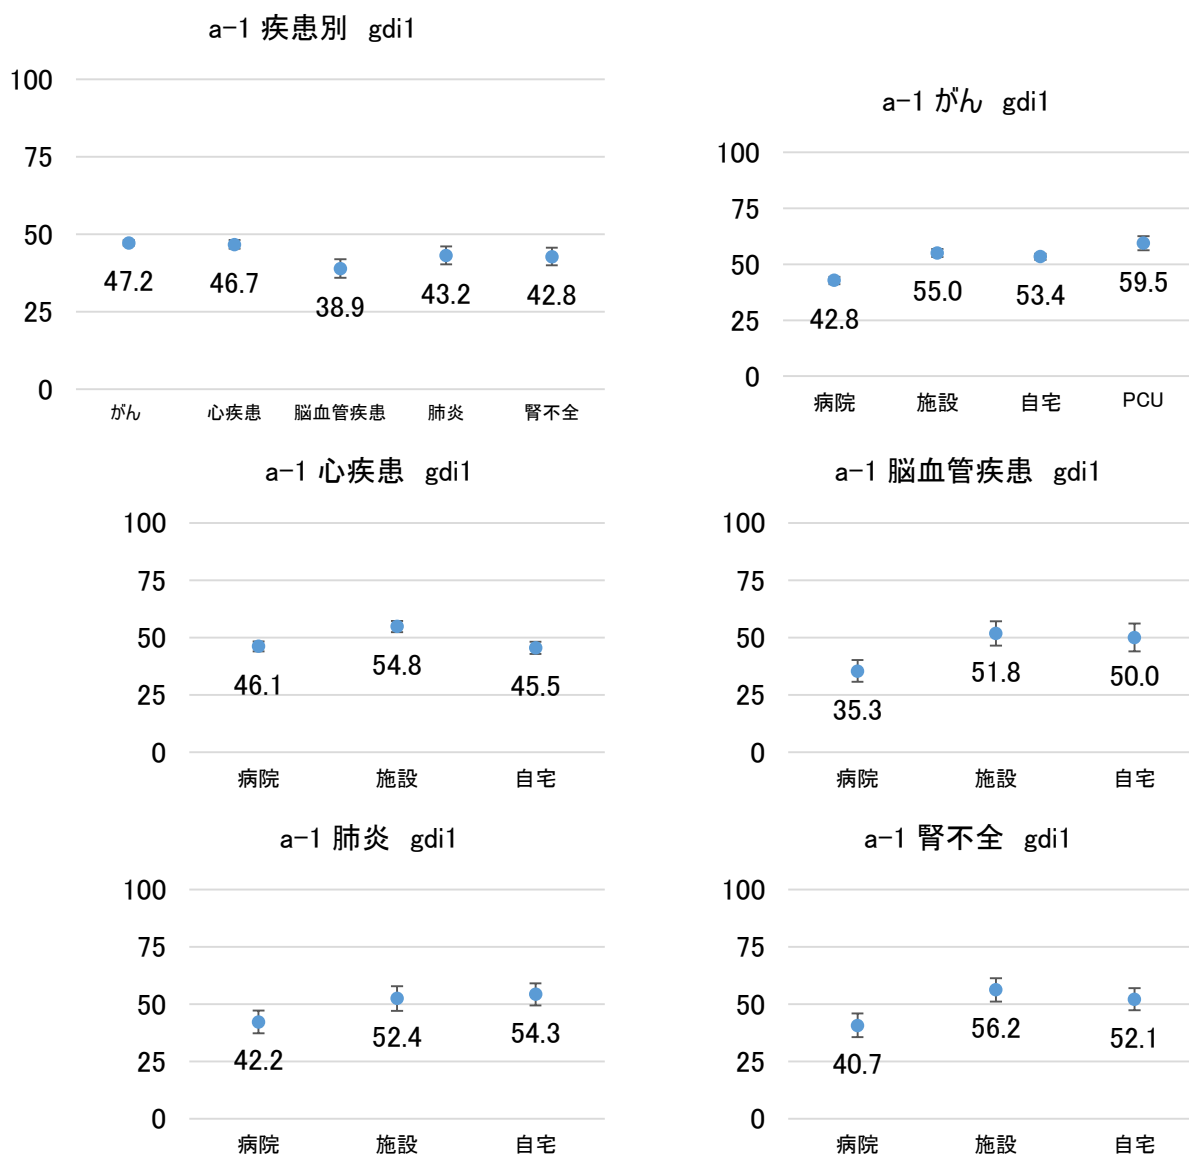 a-1 疾患別 gdi1
100
75
50
25
0
47.2
46.7
38.9
43.2
42.8
がん
心疾患
脳血管疾患
肺炎
腎不全
a-1 がん gdi1
100
75
50
25
0
42.8
55.0
53.4
59.5
病院
施設
自宅
PCU
a-1 心疾患 gdi1
100
75
50
25
0
46.1
54.8
45.5
病院
施設
自宅
a-1 脳血管疾患 gdi1
100
75
50
25
0
35.3
51.8
50.0
病院
施設
自宅
a-1 肺炎 gdi1
100
75
50
25
0
42.2
52.4
54.3
病院
施設
自宅
a-1 腎不全 gdi1
100
75
50
25
0
40.7
56.2
52.1
病院
施設
自宅